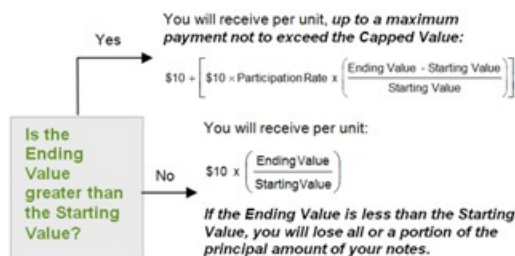 You will receive per unit, up to a maximum
payment not to exceed the Capped Value:
Yes
$10 + [ $10 × Participation Rate x ( Ending Value - Starting Value / Starting Value ) ]
Is the
Ending
Value
greater than
the Starting
Value?
No
You will receive per unit:
$10 x ( Ending Value / Starting Value )
If the Ending Value is less than the Starting
Value, you will lose all or a portion of the
principal amount of your notes.